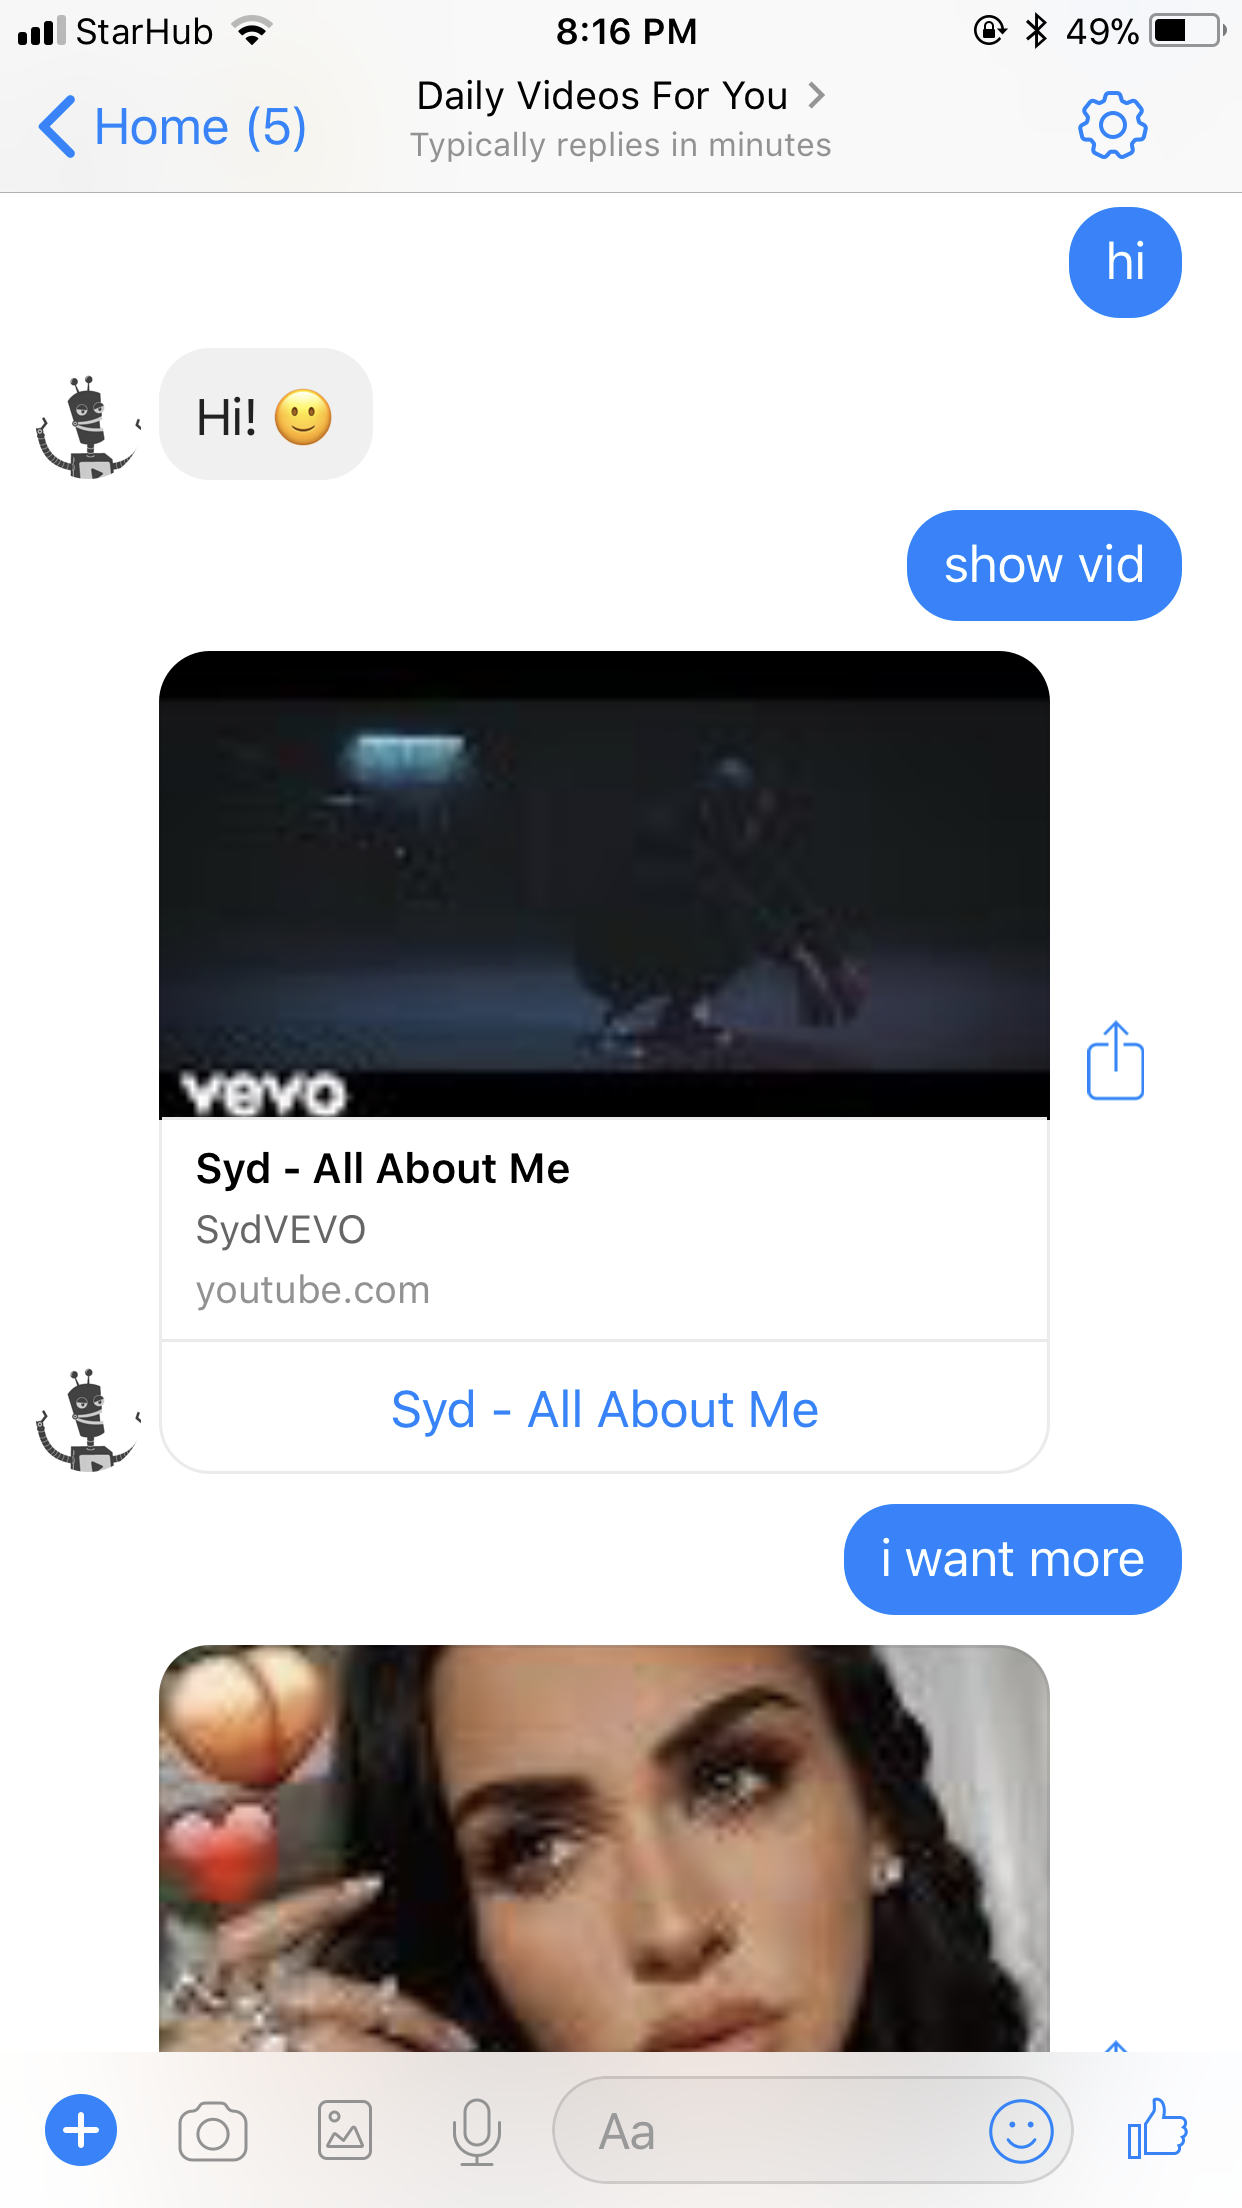 StarHub 8:16 PM 49%
Daily Videos For You
Home (5)
Typically replies in minutes
hi
Hi! 🙂
show vid
vevo
Syd - All About Me
SydVEVO
youtube.com
Syd - All About Me
i want more
Aa